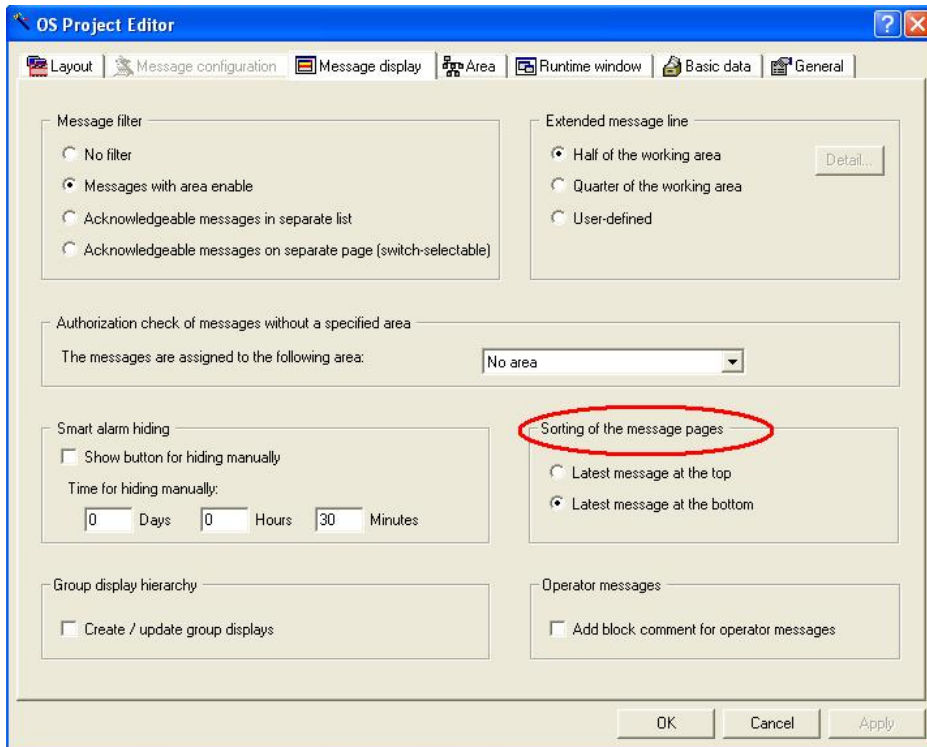 OS Project Editor
Layout
Message configuration
Message display
Area
Runtime window
Basic data
General
Message filter
No filter
Messages with area enable
Acknowledgeable messages in separate list
Acknowledgeable messages on separate page (switch-selectable)
Extended message line
Half of the working area
Detail...
Quarter of the working area
User-defined
Authorization check of messages without a specified area
The messages are assigned to the following area:
No area
Smart alarm hiding
Show button for hiding manually
Time for hiding manually:
0 Days 0 Hours 30 Minutes
Sorting of the message pages
Latest message at the top
Latest message at the bottom
Group display hierarchy
Create / update group displays
Operator messages
Add block comment for operator messages
OK Cancel Apply